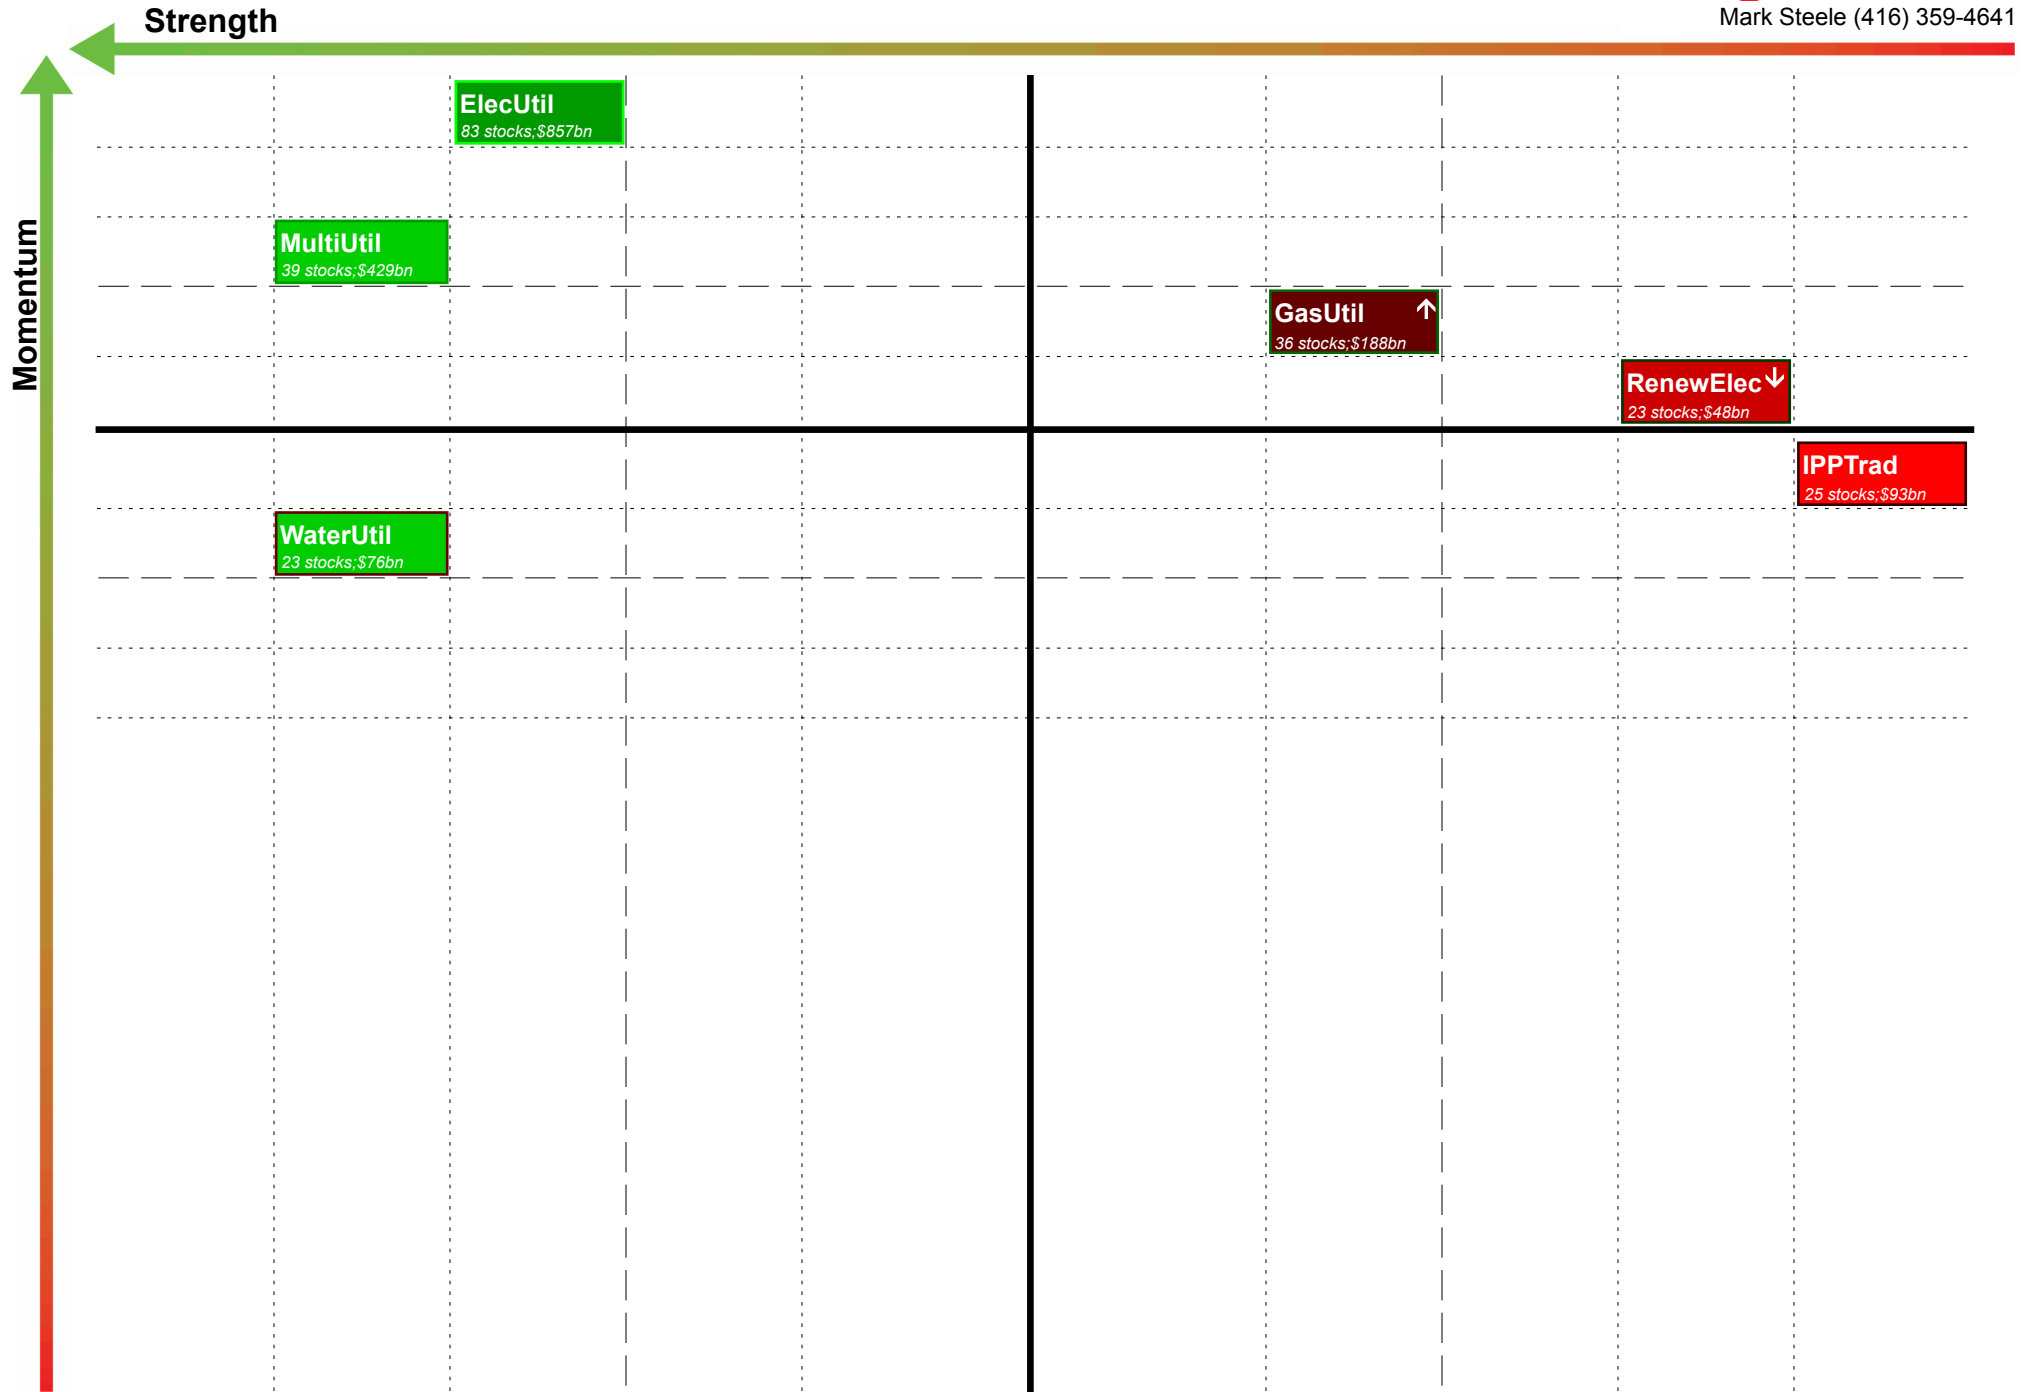 Strength
Mark Steele (416) 359-4641
Momentum
ElecUtil
83 stocks;$857bn
MultiUtil
39 stocks;$429bn
GasUtil
36 stocks;$188bn
RenewElec
23 stocks;$48bn
IPPTrad
25 stocks;$93bn
WaterUtil
23 stocks;$76bn